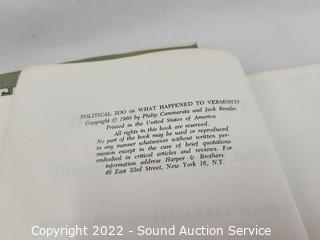 POLITICAL ZOO OR WHAT HAPPENED TO VERMONT?
Copyright © 1960 by Philip Cammarata and Jack Bender
Printed in the United States of America
All rights in this book are reserved.
No part of the book may be used or reproduced
in any manner whatsoever without written per-
mission except in the case of brief quotations
embodied in critical articles and reviews. For
information address Harper & Brothers
49 East 33rd Street, New York 16, N.Y.
Copyright 2022 - Sound Auction Service